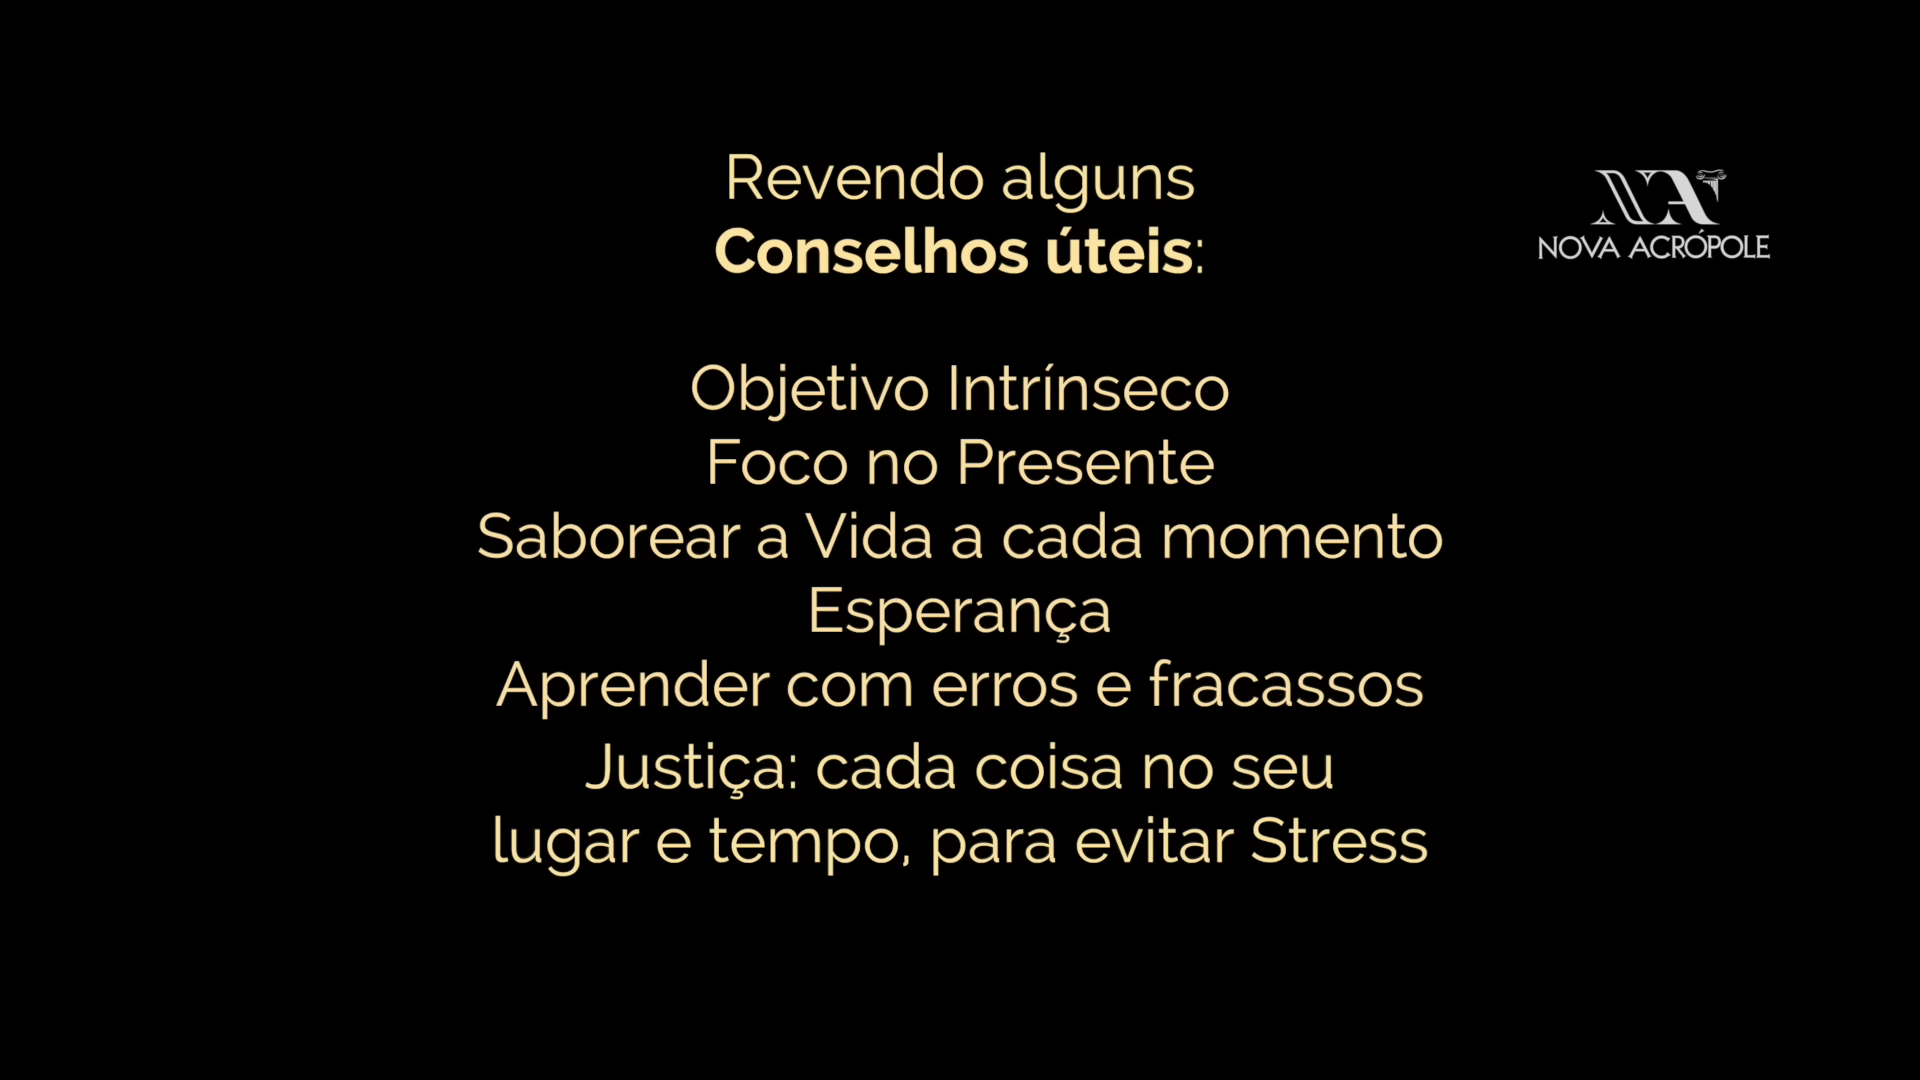 Revendo alguns
Conselhos úteis:
NA
NOVA ACRÓPOLE
Objetivo Intrínseco
Foco no Presente
Saborear a Vida a cada momento
Esperança
Aprender com erros e fracassos
Justiça: cada coisa no seu
lugar e tempo, para evitar Stress